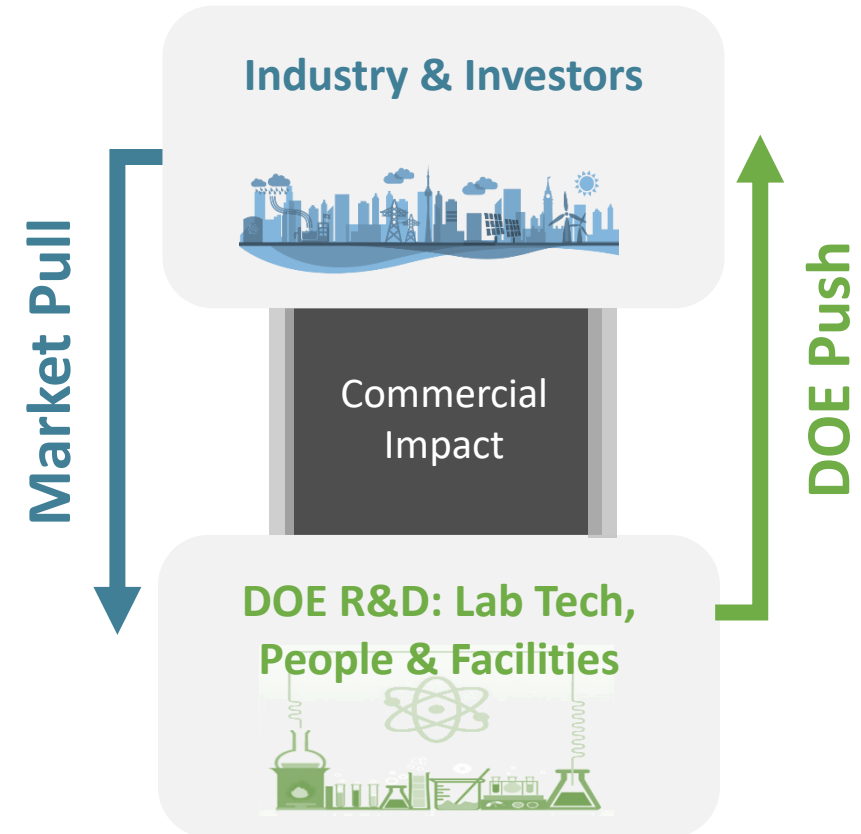 Industry & Investors
Market Pull
DOE Push
Commercial
Impact
DOE R&D: Lab Tech,
People & Facilities